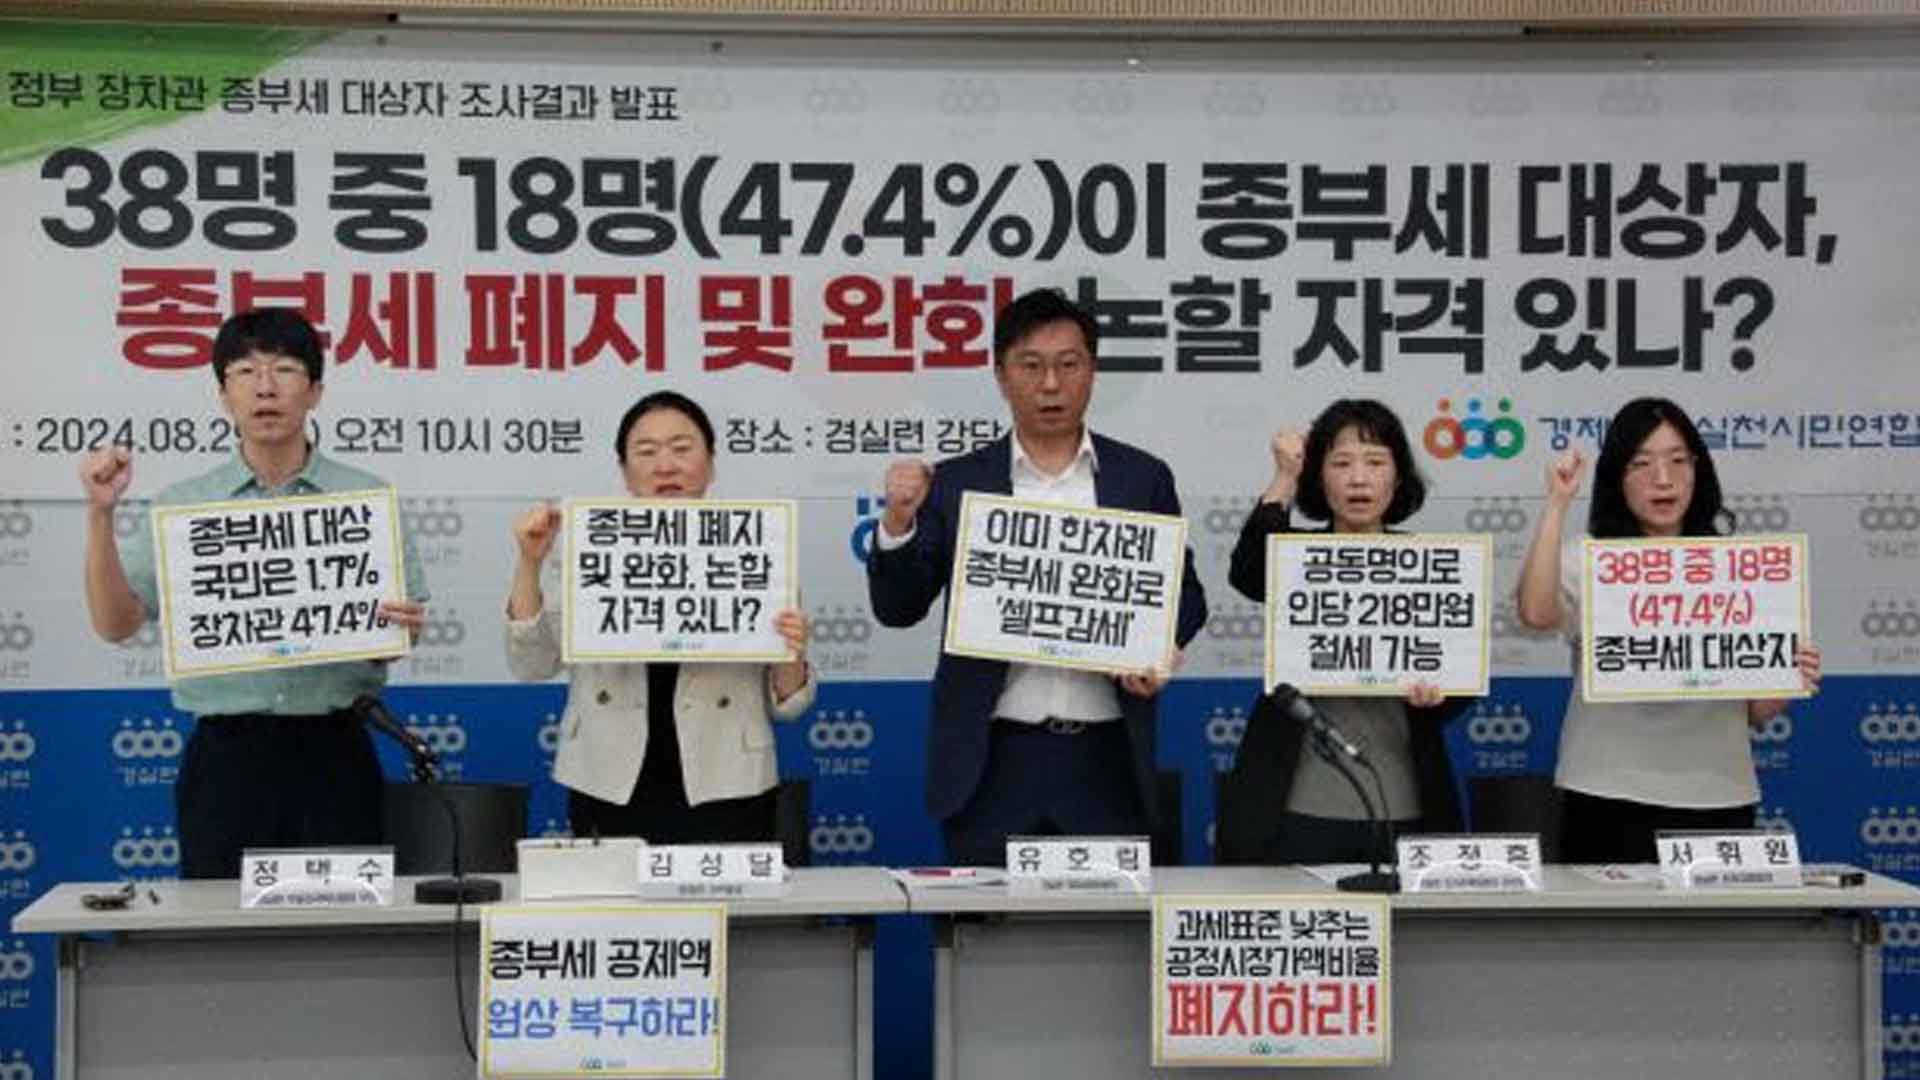 정부 장차관 종부세 대상자 조사결과 발표
38명 중 18명(47.4%)이 종부세 대상자,
종부세 폐지 및 완화 논할 자격 있나?
: 2024.08.29 오전 10시 30분
장소 : 경실련 강당
경제 실천시민연합
종부세 대상
국민은 1.7%
장차관 47.4%
종부세 폐지
및 완화, 논할
자격 있나?
이미 한차례
종부세 완화로
'셀프감세'
공동명의로
인당 218만원
절세 가능
38명 중 18명
(47.4%)
종부세 대상자!
정택수
김성달
유호림
조정흔
서휘원
종부세 공제액
원상 복구하라!
과세표준 낮추는
공정시장가액비율
폐지하라!
경실련